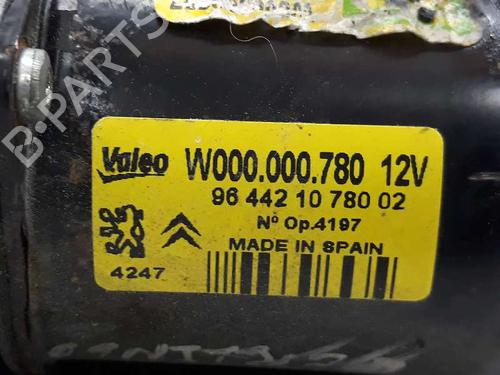 Valeo W000.000.780 12V
96 442 10 780 02
Nº Op.4197
MADE IN SPAIN
4247
B-PARTS